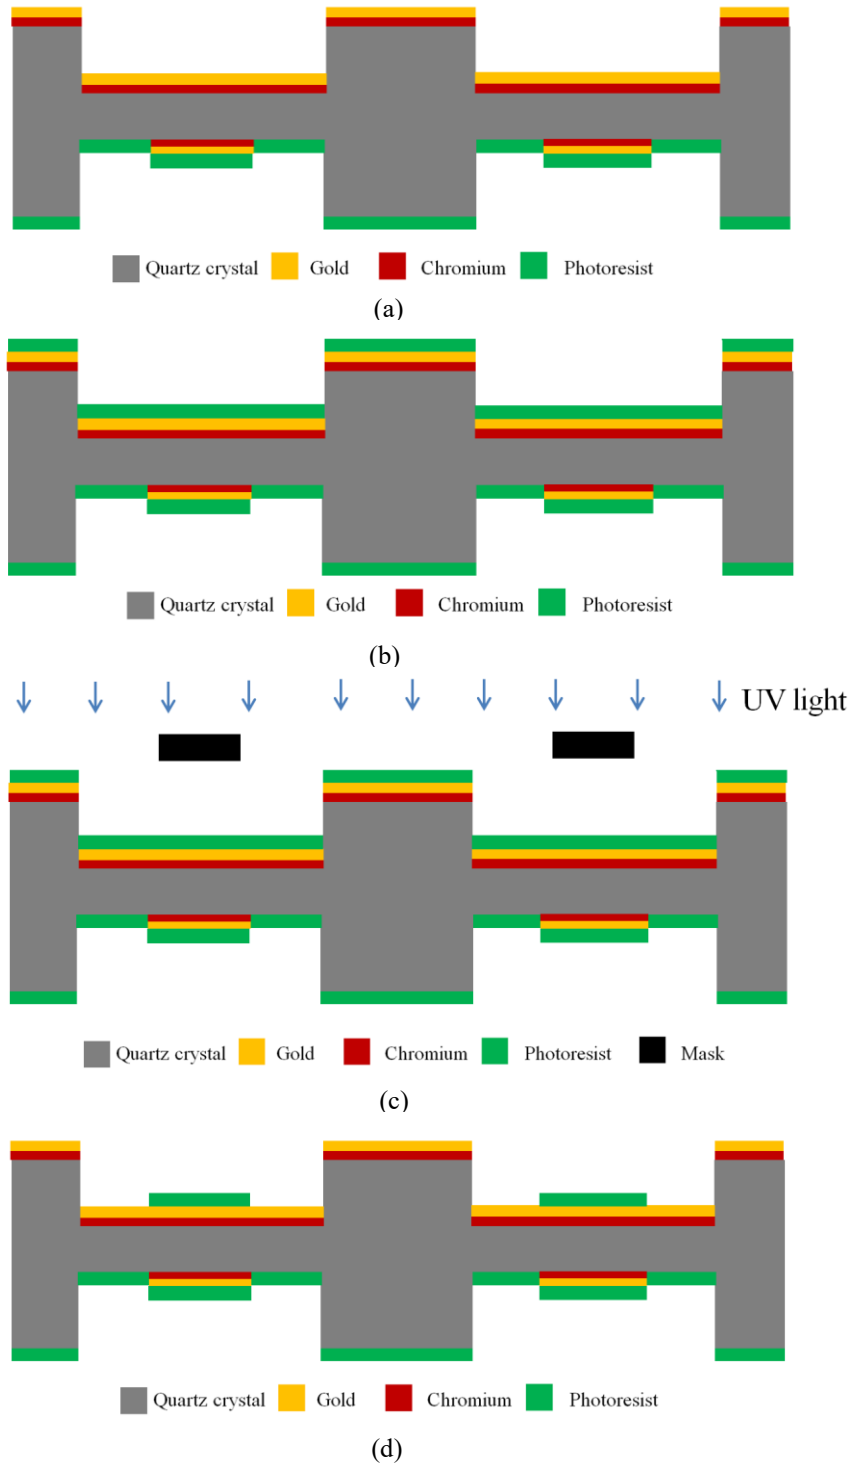 Quartz crystal Gold Chromium Photoresist
(a)
Quartz crystal Gold Chromium Photoresist
(b)
UV light
Quartz crystal Gold Chromium Photoresist Mask
(c)
Quartz crystal Gold Chromium Photoresist
(d)